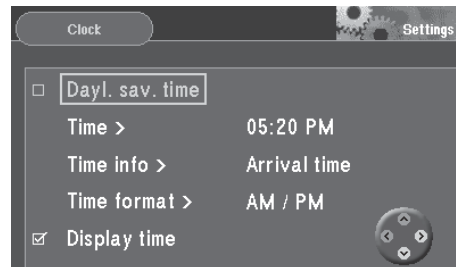 Clock
Settings
Dayl. sav. time
Time > 05:20 PM
Time info > Arrival time
Time format > AM / PM
Display time